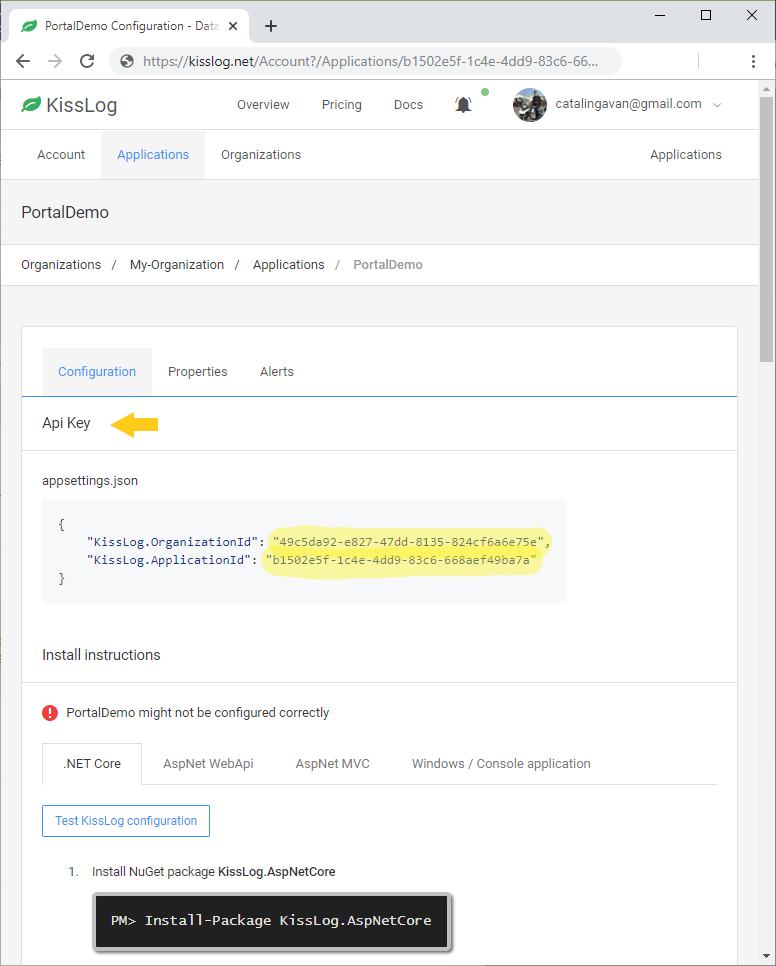 PortalDemo Configuration - Data
https://kisslog.net/Account?/Applications/b1502e5f-1c4e-4dd9-83c6-66...
KissLog Overview Pricing Docs catalingavan@gmail.com
Account Applications Organizations Applications
PortalDemo
Organizations / My-Organization / Applications / PortalDemo
Configuration Properties Alerts
Api Key
appsettings.json
{
"KissLog.OrganizationId": "49c5da92-e827-47dd-8135-824cf6a6e75e",
"KissLog.ApplicationId": "b1502e5f-1c4e-4dd9-83c6-668aef49ba7a"
}
Install instructions
PortalDemo might not be configured correctly
.NET Core AspNet WebApi AspNet MVC Windows / Console application
Test KissLog configuration
1. Install NuGet package KissLog.AspNetCore
PM> Install-Package KissLog.AspNetCore